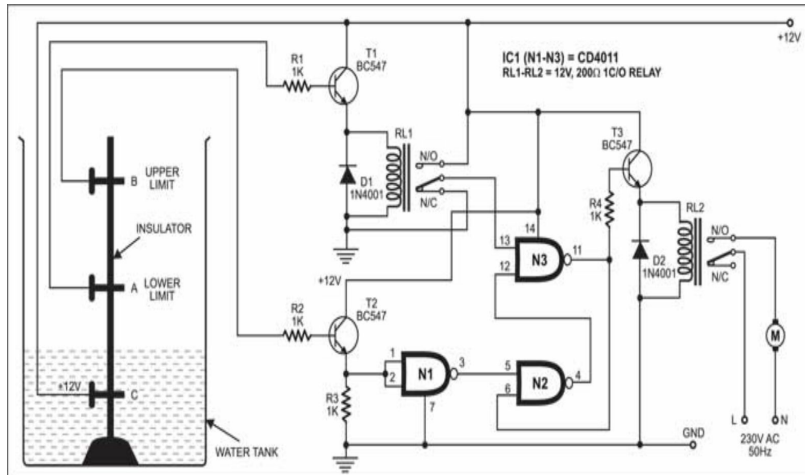 +12V
IC1 (N1-N3) = CD4011
RL1-RL2 = 12V, 200Ω 1C/O RELAY
T1
BC547
R1
1K
RL1
N/O
N/C
D1
1N4001
T3
BC547
R4
1K
RL2
N/O
N/C
D2
1N4001
B
UPPER
LIMIT
INSULATOR
A
LOWER
LIMIT
+12V
C
WATER TANK
+12V
T2
BC547
R2
1K
R3
1K
1
2
N1
3
7
5
6
N2
4
13
12
14
N3
11
M
L
N
230V AC
50Hz
GND